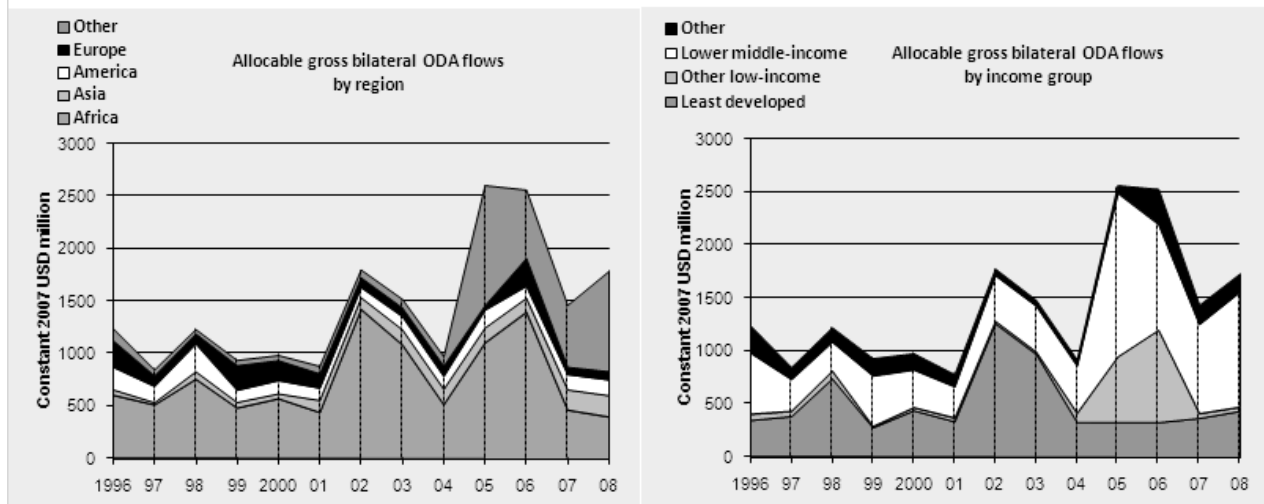 Other
Europe
America
Asia
Africa
Allocable gross bilateral ODA flows
by region
Constant 2007 USD million
3000
2500
2000
1500
1000
500
0
1996 97 98 99 2000 01 02 03 04 05 06 07 08
Other
Lower middle-income
Other low-income
Least developed
Allocable gross bilateral ODA flows
by income group
Constant 2007 USD million
3000
2500
2000
1500
1000
500
0
1996 97 98 99 2000 01 02 03 04 05 06 07 08